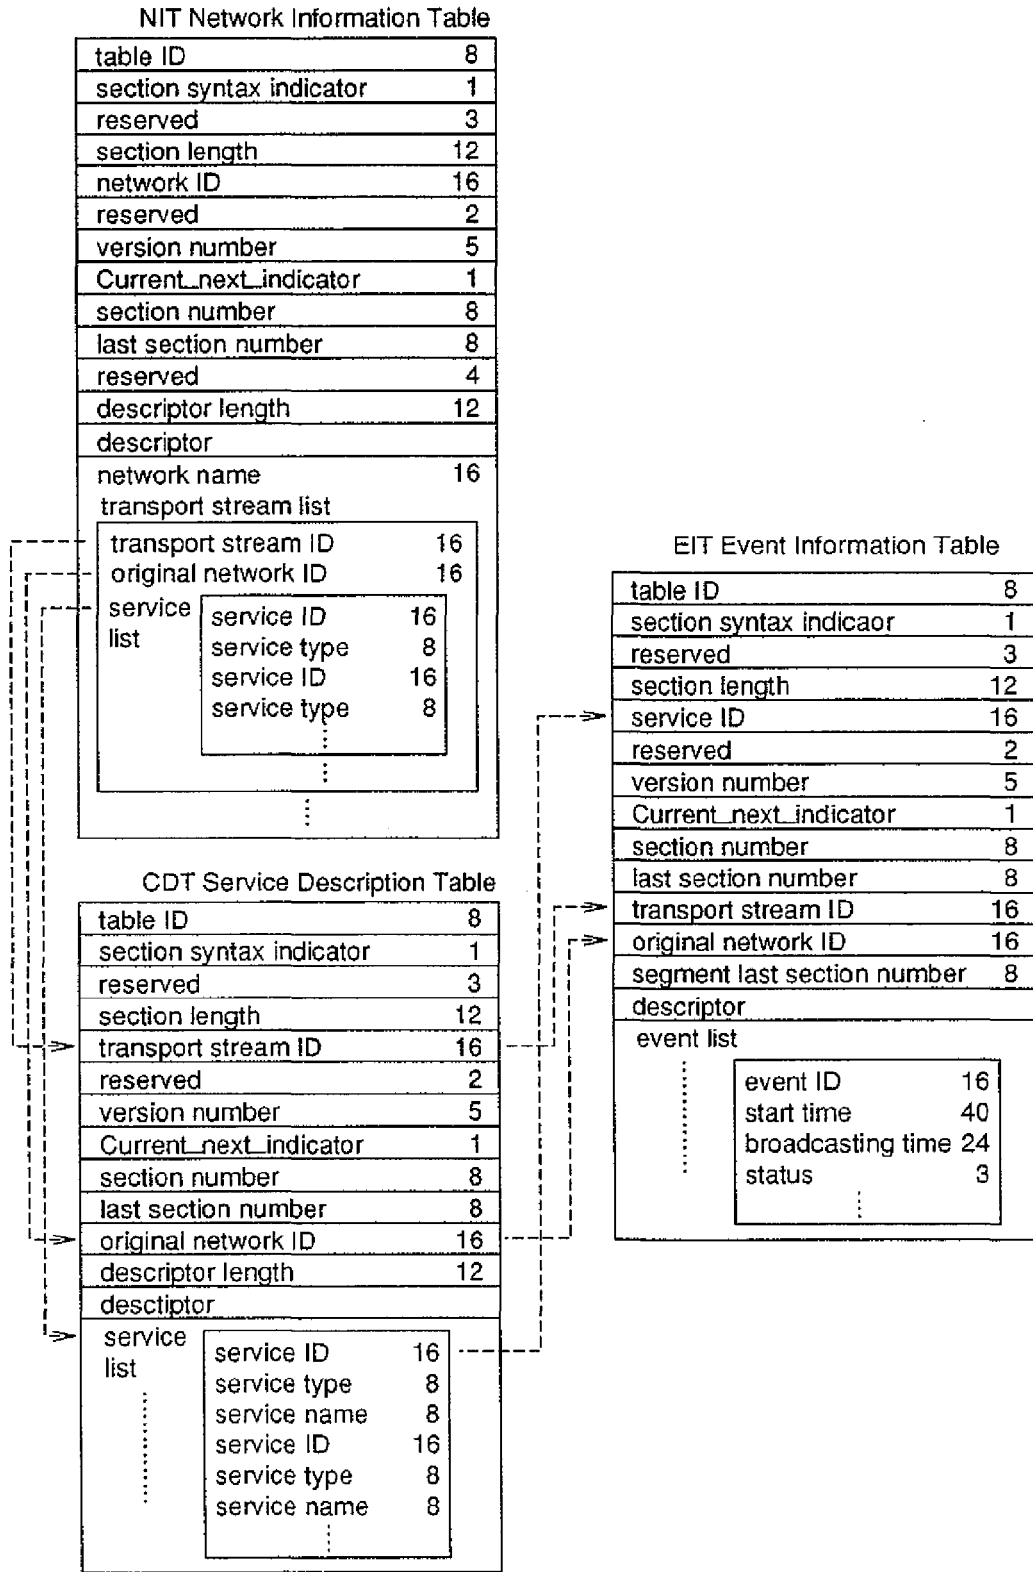 NIT Network Information Table
table ID 8
section syntax indicator 1
reserved 3
section length 12
network ID 16
reserved 2
version number 5
Current_next_indicator 1
section number 8
last section number 8
reserved 4
descriptor length 12
descriptor
network name 16
transport stream list
transport stream ID 16
original network ID 16
service list
service ID 16
service type 8
service ID 16
service type 8
CDT Service Description Table
table ID 8
section syntax indicator 1
reserved 3
section length 12
transport stream ID 16
reserved 2
version number 5
Current_next_indicator 1
section number 8
last section number 8
original network ID 16
descriptor length 12
desctiptor
service list
service ID 16
service type 8
service name 8
service ID 16
service type 8
service name 8
EIT Event Information Table
table ID 8
section syntax indicaor 1
reserved 3
section length 12
service ID 16
reserved 2
version number 5
Current_next_indicator 1
section number 8
last section number 8
transport stream ID 16
original network ID 16
segment last section number 8
descriptor
event list
event ID 16
start time 40
broadcasting time 24
status 3